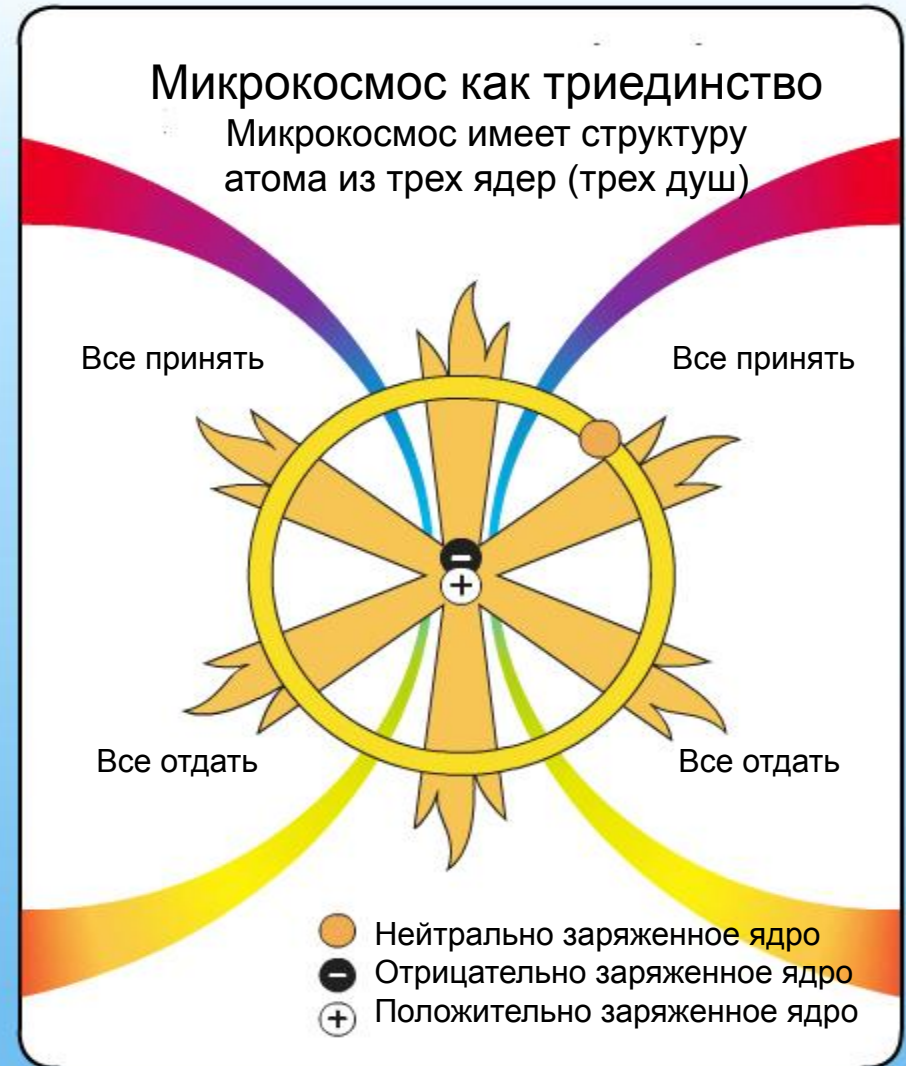 Микрокосмос как триединство
Микрокосмос имеет структуру
атома из трех ядер (трех душ)
Все принять
Все принять
Все отдать
Все отдать
Нейтрально заряженное ядро
Отрицательно заряженное ядро
Положительно заряженное ядро